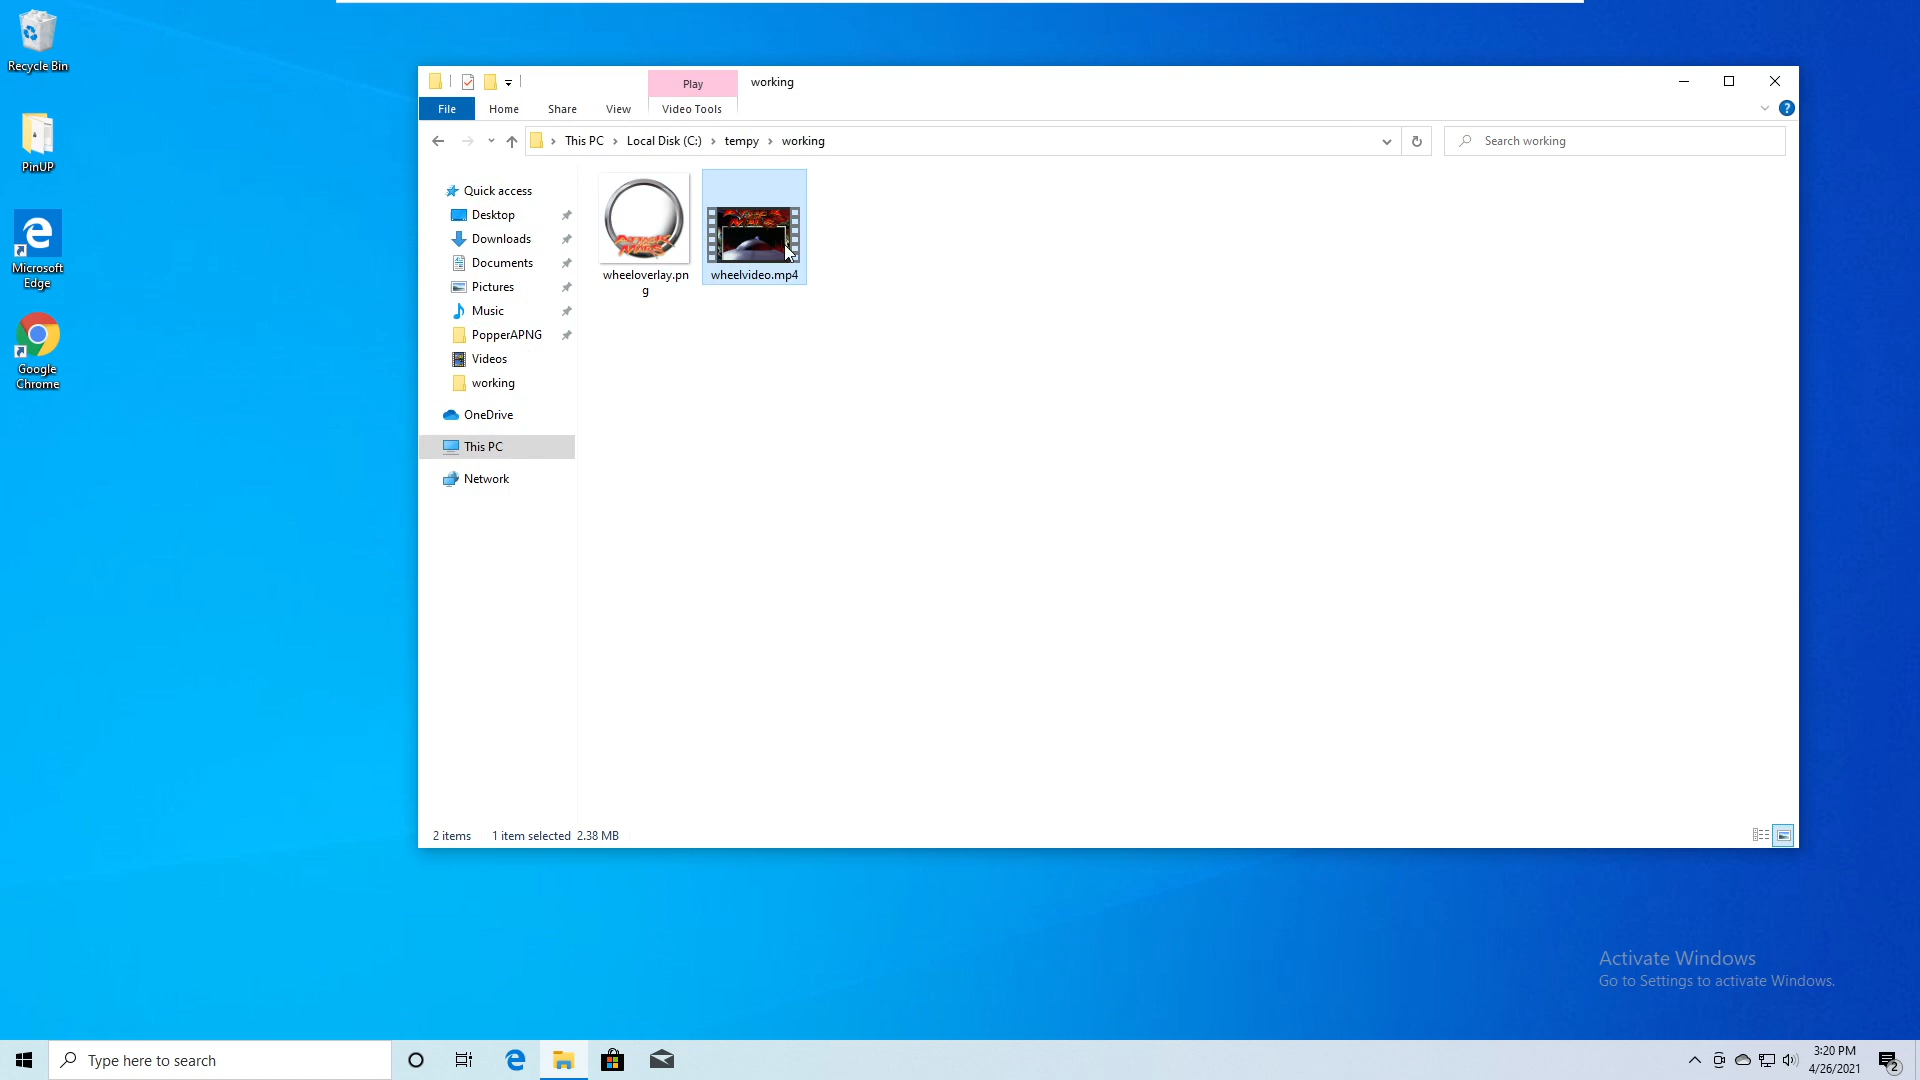 Recycle Bin
PinUP
Microsoft
Edge
Google
Chrome
Play
working
File
Home
Share
View
Video Tools
This PC
Local Disk (C:)
tempy
working
Search working
Quick access
Desktop
Downloads
Documents
Pictures
Music
PopperAPNG
Videos
working
OneDrive
This PC
Network
wheeloverlay.pn
g
wheelvideo.mp4
2 items
1 item selected 2.38 MB
Activate Windows
Go to Settings to activate Windows.
Type here to search
3:20 PM
4/26/2021
2